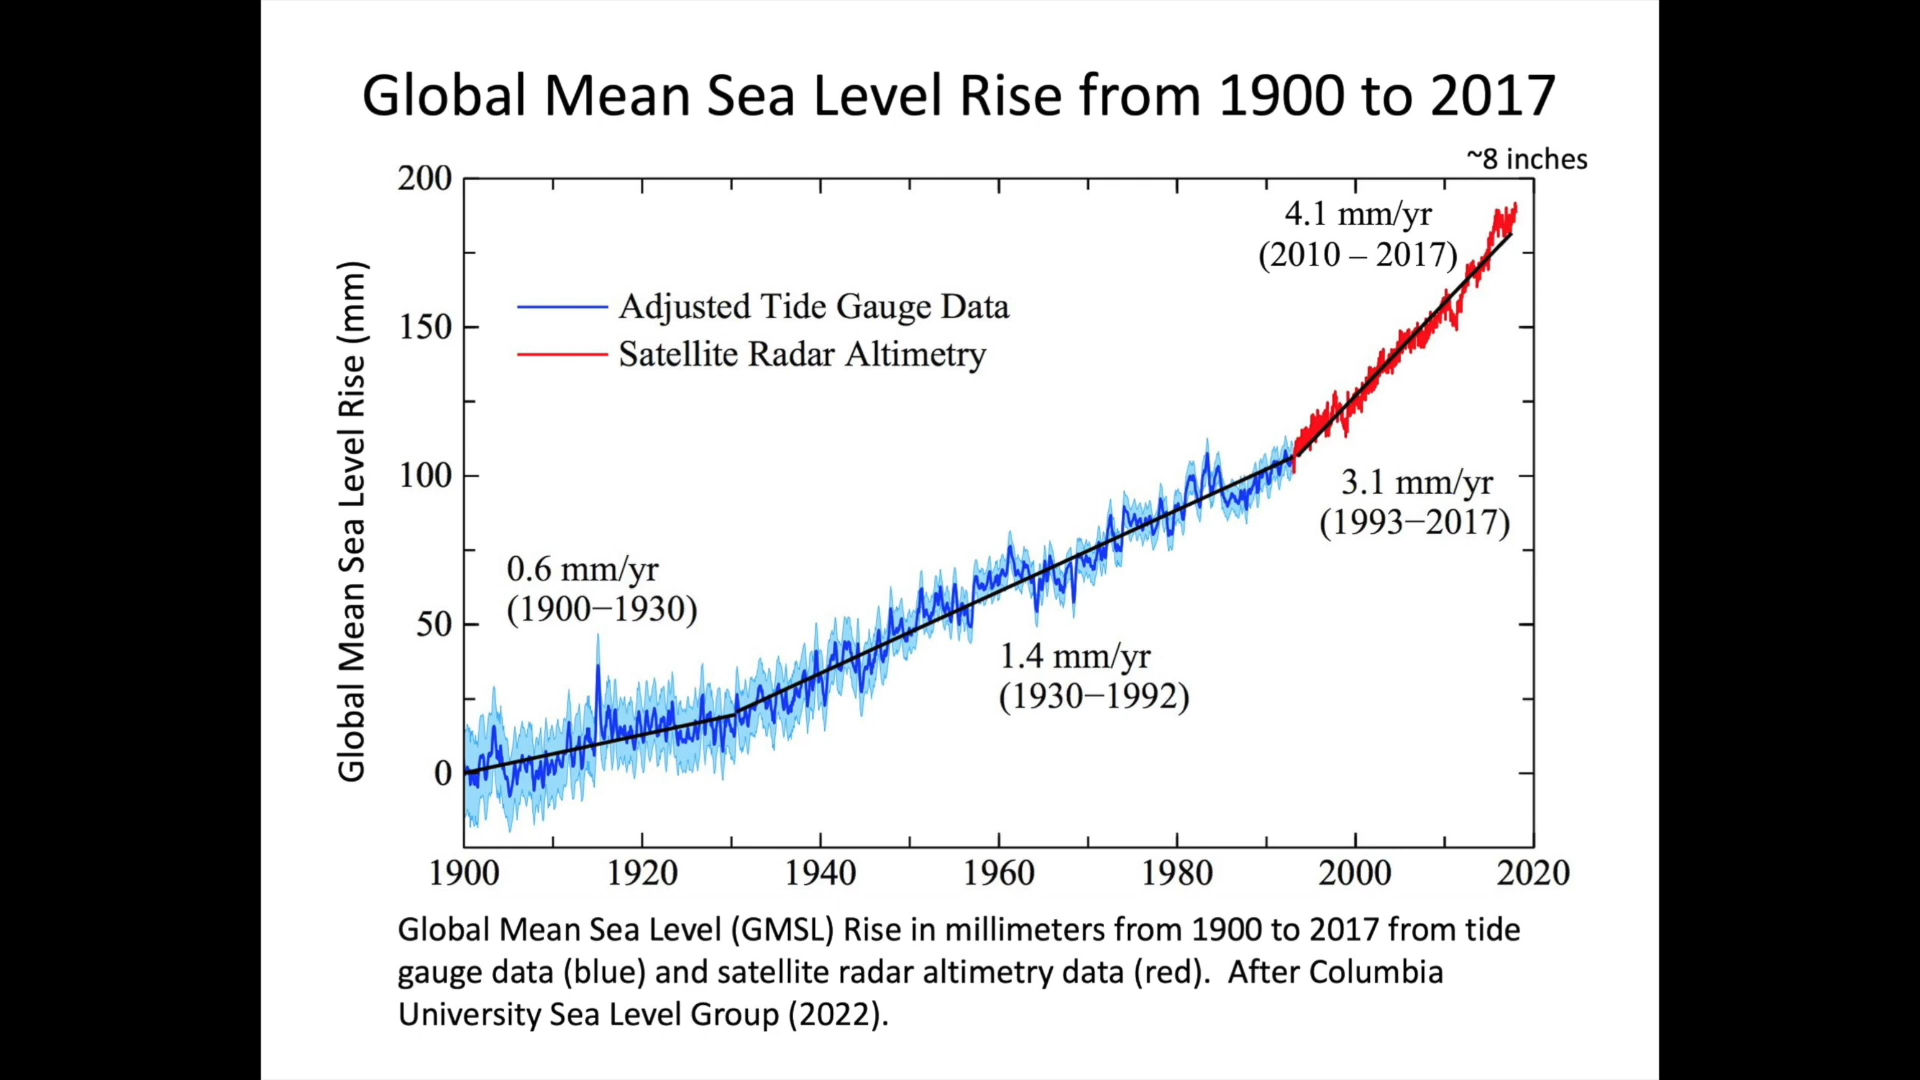 Global Mean Sea Level Rise from 1900 to 2017
~8 inches
200
4.1 mm/yr
(2010 – 2017)
Adjusted Tide Gauge Data
150
Satellite Radar Altimetry
Global Mean Sea Level Rise (mm)
100
3.1 mm/yr
(1993−2017)
0.6 mm/yr
(1900−1930)
50
1.4 mm/yr
(1930−1992)
0
1900 1920 1940 1960 1980 2000 2020
Global Mean Sea Level (GMSL) Rise in millimeters from 1900 to 2017 from tide
gauge data (blue) and satellite radar altimetry data (red). After Columbia
University Sea Level Group (2022).